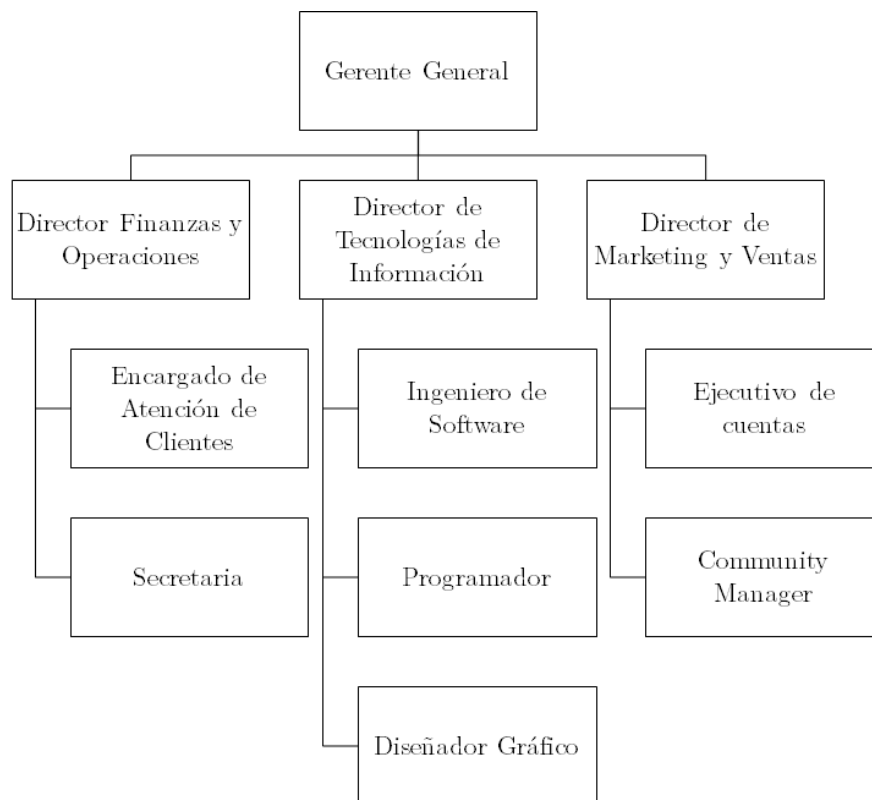 Gerente General
Director Finanzas y
Operaciones
Director de
Tecnologías de
Información
Director de
Marketing y Ventas
Encargado de
Atención de
Clientes
Ingeniero de
Software
Ejecutivo de
cuentas
Secretaria
Programador
Community
Manager
Diseñador Gráfico